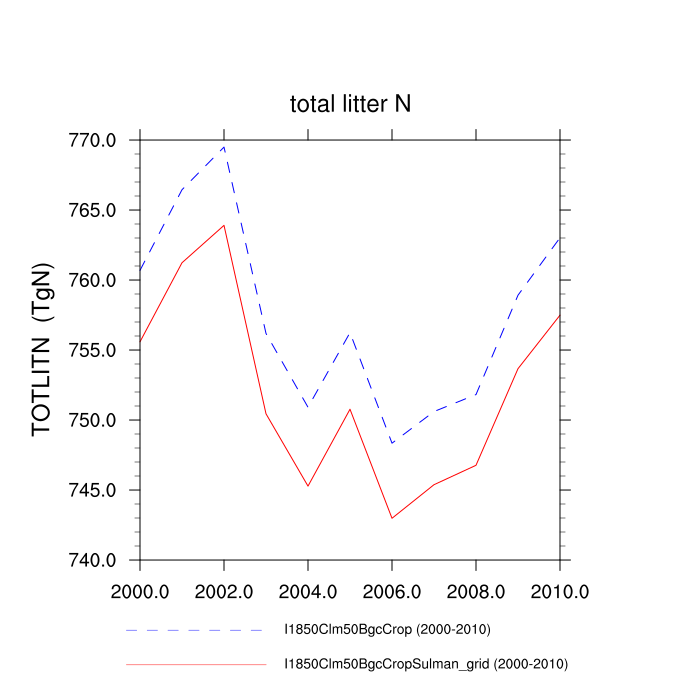 total litter N
TOTLITN (TgN)
770.0
765.0
760.0
755.0
750.0
745.0
740.0
2000.0 2002.0 2004.0 2006.0 2008.0 2010.0
I1850Clm50BgcCrop (2000-2010)
I1850Clm50BgcCropSulman_grid (2000-2010)